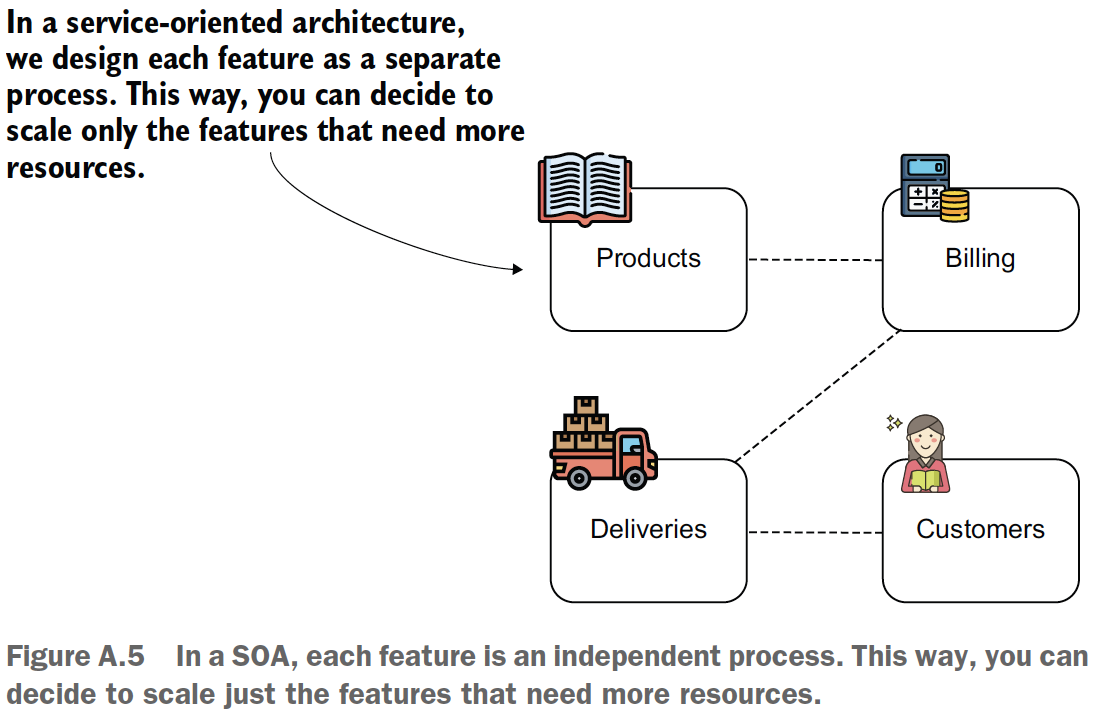 In a service-oriented architecture,
we design each feature as a separate
process. This way, you can decide to
scale only the features that need more
resources.
0
Products
Billing
Deliveries
Customers
Figure A.5 In a SOA, each feature is an independent process. This way, you can
decide to scale just the features that need more resources.